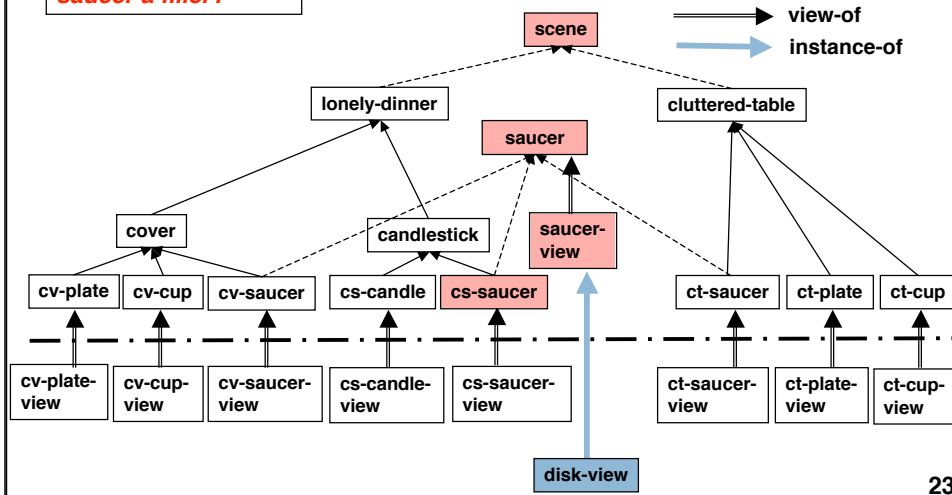 view-of
scene
instance-of
lonely-dinner
cluttered-table
saucer
cover
candlestick
saucer-
view
cv-plate
cv-cup
cv-saucer
cs-candle
cs-saucer
ct-saucer
ct-plate
ct-cup
cv-plate-
view
cv-cup-
view
cv-saucer-
view
cs-candle-
view
cs-saucer-
view
ct-saucer-
view
ct-plate-
view
ct-cup-
view
disk-view
23